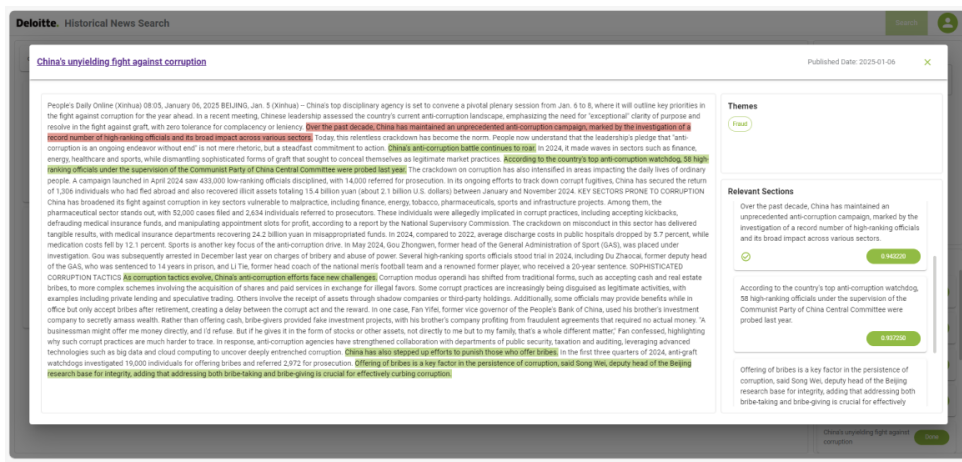 Deloitte. Historical News Search
Search
China's unyielding fight against corruption
Published Date: 2025-01-06
People's Daily Online (Xinhua) 08:05, January 06, 2025 BEIJING, Jan. 5 (Xinhua) – China's top disciplinary agency is set to convene a pivotal plenary session from Jan. 6 to 8, where it will outline key priorities in
the fight against corruption for the year ahead. In a recent meeting, Chinese leadership assessed the country's current anti-corruption landscape, emphasizing the need for "exceptional" clarity of purpose and
resolve in the fight against graft, with zero tolerance for complacency or leniency. Over the past decade, China has maintained an unprecedented anti-corruption campaign, marked by the investigation of a
record number of high-ranking officials and its broad impact across various sectors. Today, this relentless crackdown has become the norm. People now understand that the leadership's pledge that "anti-
corruption is an ongoing endeavor without end" is not mere rhetoric, but a steadfast commitment to action. China's anti-corruption battle continues to roar. In 2024, it made waves in sectors such as finance,
energy, healthcare and sports, while dismantling sophisticated forms of graft that sought to conceal themselves as legitimate market practices. According to the country's top anti-corruption watchdog, 58 high-
ranking officials under the supervision of the Communist Party of China Central Committee were probed last year. The crackdown on corruption has also intensified in areas impacting the daily lives of ordinary
people. A campaign launched in April 2024 saw 433,000 low-ranking officials disciplined, with 14,000 referred for prosecution. In its ongoing efforts to track down corrupt fugitives, China has secured the return
of 1,306 individuals who had fled abroad and also recovered illicit assets totaling 15.4 billion yuan (about 2.1 billion U.S. dollars) between January and November 2024. KEY SECTORS PRONE TO CORRUPTION
China has broadened its fight against corruption in key sectors vulnerable to malpractice, including finance, energy, tobacco, pharmaceuticals, sports and infrastructure projects. Among them, the
pharmaceutical sector stands out, with 52,000 cases filed and 2,634 individuals referred to prosecutors. These individuals were allegedly implicated in corrupt practices, including accepting kickbacks,
defrauding medical insurance funds, and manipulating appointment slots for profit, according to a report by the National Supervisory Commission. The crackdown on misconduct in this sector has delivered
tangible results, with medical insurance departments recovering 24.2 billion yuan in misappropriated funds. In 2024, compared to 2022, average discharge costs in public hospitals dropped by 5.7 percent, while
medication costs fell by 12.1 percent. Sports is another key focus of the anti-corruption drive. In May 2024, Gou Zhongwen, former head of the General Administration of Sport (GAS), was placed under
investigation. Gou was subsequently arrested in December last year on charges of bribery and abuse of power. Several high-ranking sports officials stood trial in 2024, including Du Zhaocai, former deputy head
of the GAS, who was sentenced to 14 years in prison, and Li Tie, former head coach of the national men's football team and a renowned former player, who received a 20-year sentence. SOPHISTICATED
CORRUPTION TACTICS As corruption tactics evolve, China's anti-corruption efforts face new challenges. Corruption modus operandi has shifted from traditional forms, such as accepting cash and real estate
bribes, to more complex schemes involving the acquisition of shares and paid services in exchange for illegal favors. Some corrupt practices are increasingly being disguised as legitimate activities, with
examples including private lending and speculative trading. Others involve the receipt of assets through shadow companies or third-party holdings. Additionally, some officials may provide benefits while in
office but only accept bribes after retirement, creating a delay between the corrupt act and the reward. In one case, Fan Yifei, former vice governor of the People's Bank of China, used his brother's investment
company to secretly amass wealth. Rather than offering cash, bribe-givers provided fake investment projects, with his brother's company profiting from fraudulent agreements that required no actual money. "A
businessman might offer me money directly, and I'd refuse. But if he gives it in the form of stocks or other assets, not directly to me but to my family, that's a whole different matter," Fan confessed, highlighting
why such corrupt practices are much harder to trace. In response, anti-corruption agencies have strengthened collaboration with departments of public security, taxation and auditing, leveraging advanced
technologies such as big data and cloud computing to uncover deeply entrenched corruption. China has also stepped up efforts to punish those who offer bribes. In the first three quarters of 2024, anti-graft
watchdogs investigated 19,000 individuals for offering bribes and referred 2,972 for prosecution. Offering of bribes is a key factor in the persistence of corruption, said Song Wei, deputy head of the Beijing
research base for integrity, adding that addressing both bribe-taking and bribe-giving is crucial for effectively curbing corruption.
Themes
Fraud
Relevant Sections
Over the past decade, China has maintained an
unprecedented anti-corruption campaign, marked by the
investigation of a record number of high-ranking officials
and its broad impact across various sectors.
0.943220
According to the country's top anti-corruption watchdog,
58 high-ranking officials under the supervision of the
Communist Party of China Central Committee were
probed last year.
0.937250
Offering of bribes is a key factor in the persistence of
corruption, said Song Wei, deputy head of the Beijing
research base for integrity, adding that addressing both
bribe-taking and bribe-giving is crucial for effectively
China's unyielding fight against
corruption
Done